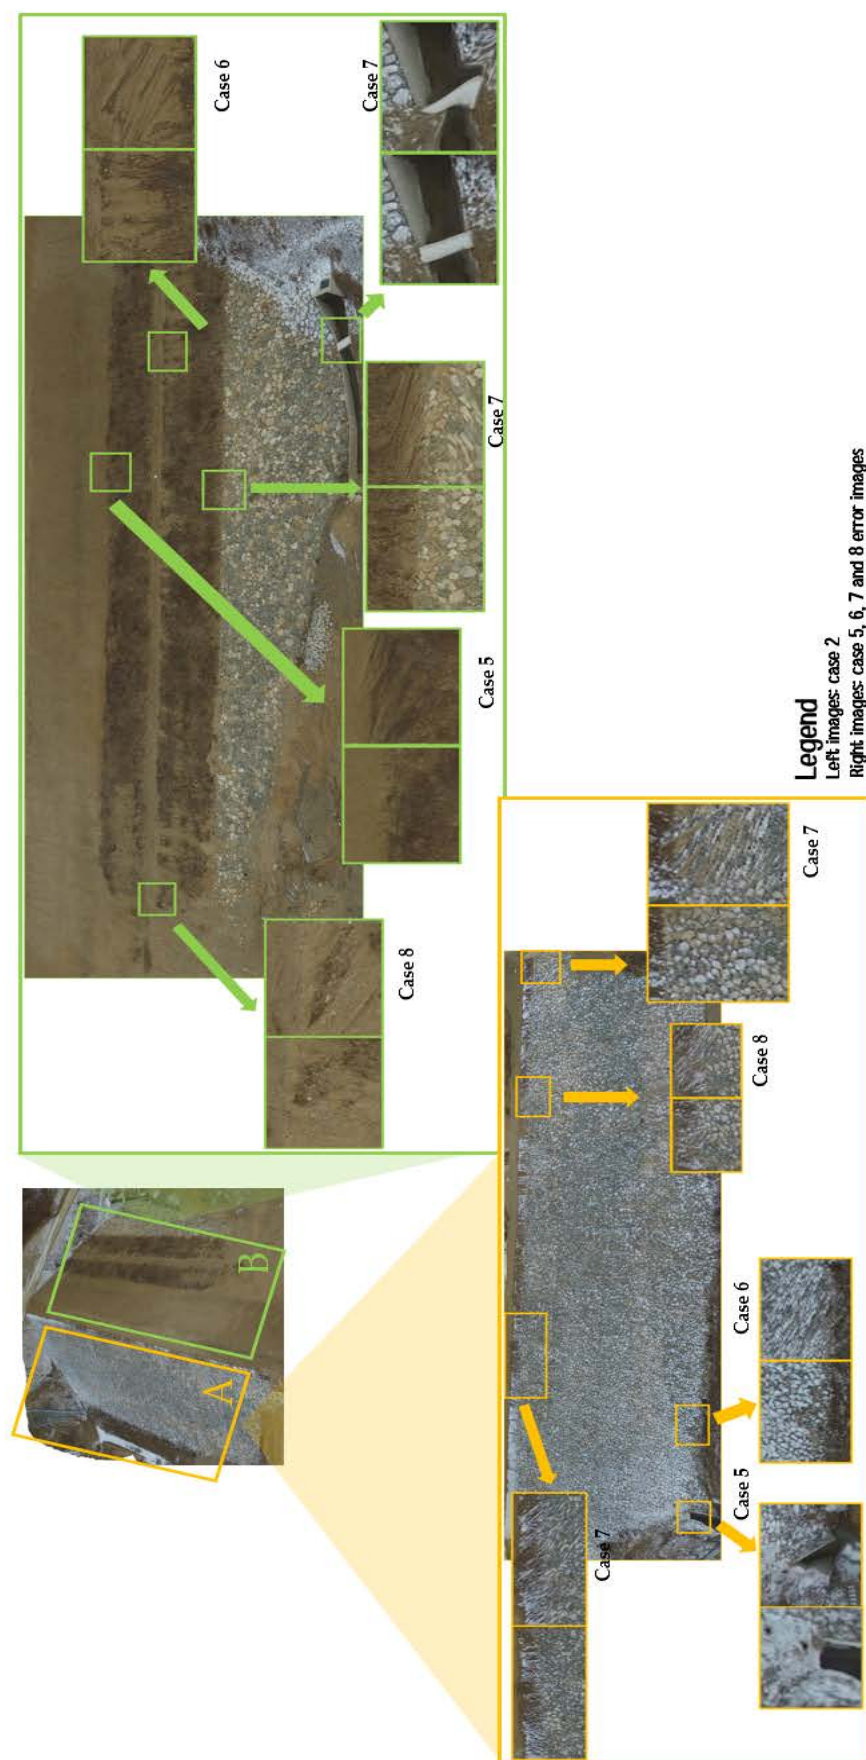 Case 6
Case 7
Case 7
Case 5
Case 8
B
A
Case 7
Case 8
Case 6
Case 5
Case 7
Legend
Left images: case 2
Right images: case 5, 6, 7 and 8 error images